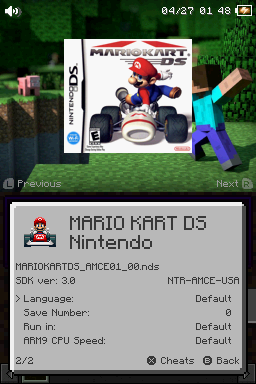 04/27 01 48
NINTENDO DS
MARIOKART
DS
L Previous
Next R
MARIO KART DS
Nintendo
MARIOKARTDS_AMCE01_00.nds
SDK ver: 3.0 NTR-AMCE-USA
> Language: Default
Save Number: 0
Run in: Default
ARM9 CPU Speed: Default
2/2 X Cheats B Back